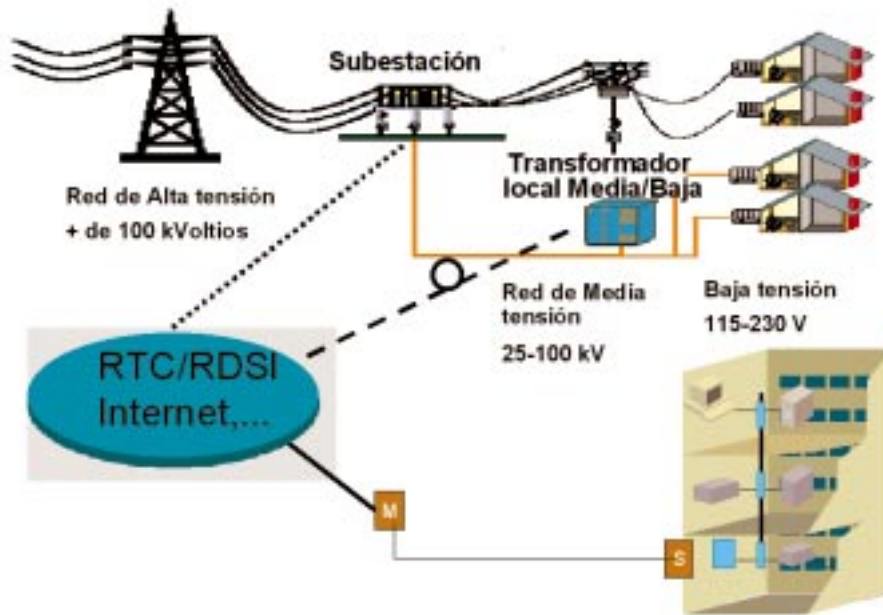 Subestación
Transformador
local Media/Baja
Red de Alta tensión
+ de 100 kVoltios
Red de Media
tensión
25-100 kV
Baja tensión
115-230 V
RTC/RDSI
Internet,...
M
S